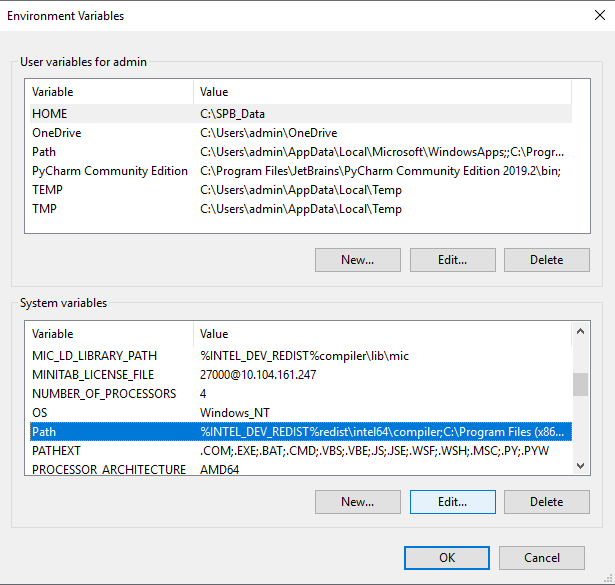 Environment Variables
User variables for admin
Variable Value
HOME C:\SPB_Data
OneDrive C:\Users\admin\OneDrive
Path C:\Users\admin\AppData\Local\Microsoft\WindowsApps;;C:\Progr...
PyCharm Community Edition C:\Program Files\JetBrains\PyCharm Community Edition 2019.2\bin;
TEMP C:\Users\admin\AppData\Local\Temp
TMP C:\Users\admin\AppData\Local\Temp
New... Edit... Delete
System variables
Variable Value
MIC_LD_LIBRARY_PATH %INTEL_DEV_REDIST%compiler\lib\mic
MINITAB_LICENSE_FILE 27000@10.104.161.247
NUMBER_OF_PROCESSORS 4
OS Windows_NT
Path %INTEL_DEV_REDIST%redist\intel64\compiler;C:\Program Files (x86...
PATHEXT .COM;.EXE;.BAT;.CMD;.VBS;.VBE;.JS;.JSE;.WSF;.WSH;.MSC;.PY;.PYW
PROCESSOR_ARCHITECTURE AMD64
New... Edit... Delete
OK Cancel